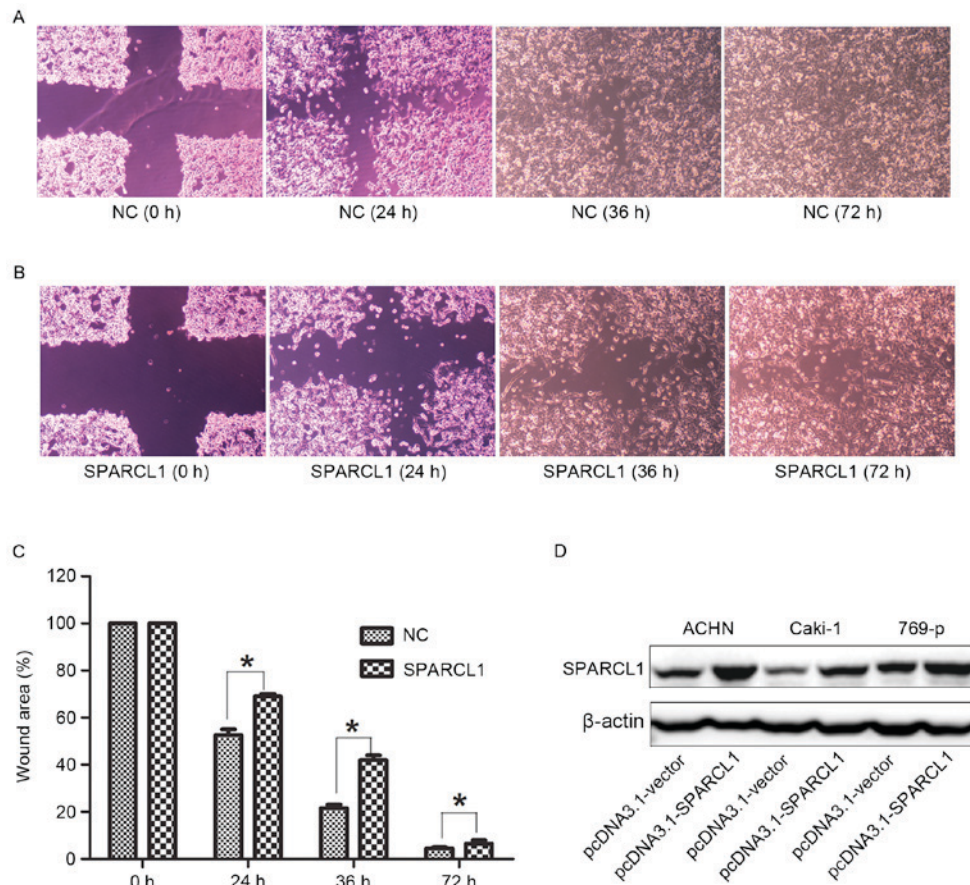 A
NC (0 h)
NC (24 h)
NC (36 h)
NC (72 h)
B
SPARCL1 (0 h)
SPARCL1 (24 h)
SPARCL1 (36 h)
SPARCL1 (72 h)
C
120
100
80
60
40
20
0
Wound area (%)
NC
SPARCL1
*
*
*
0 h
24 h
36 h
72 h
D
ACHN
Caki-1
769-p
SPARCL1
β-actin
pcDNA3.1-vector
pcDNA3.1-SPARCL1
pcDNA3.1-vector
pcDNA3.1-SPARCL1
pcDNA3.1-vector
pcDNA3.1-SPARCL1